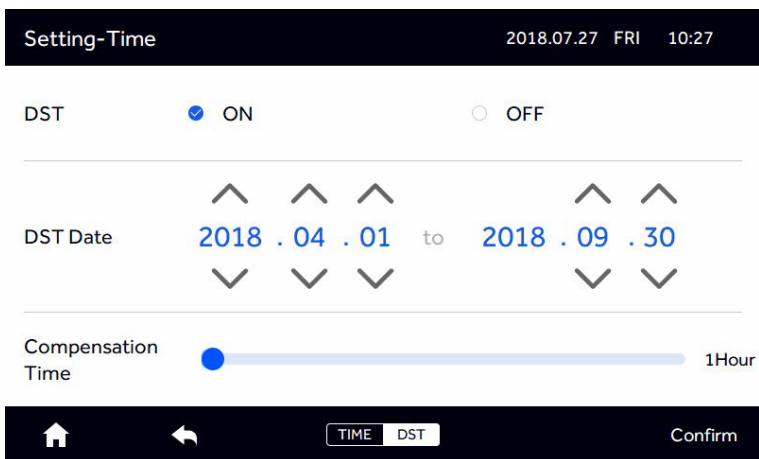 Setting-Time 2018.07.27 FRI 10:27
DST ON OFF
DST Date 2018 . 04 . 01 to 2018 . 09 . 30
Compensation
Time 1Hour
TIME DST Confirm